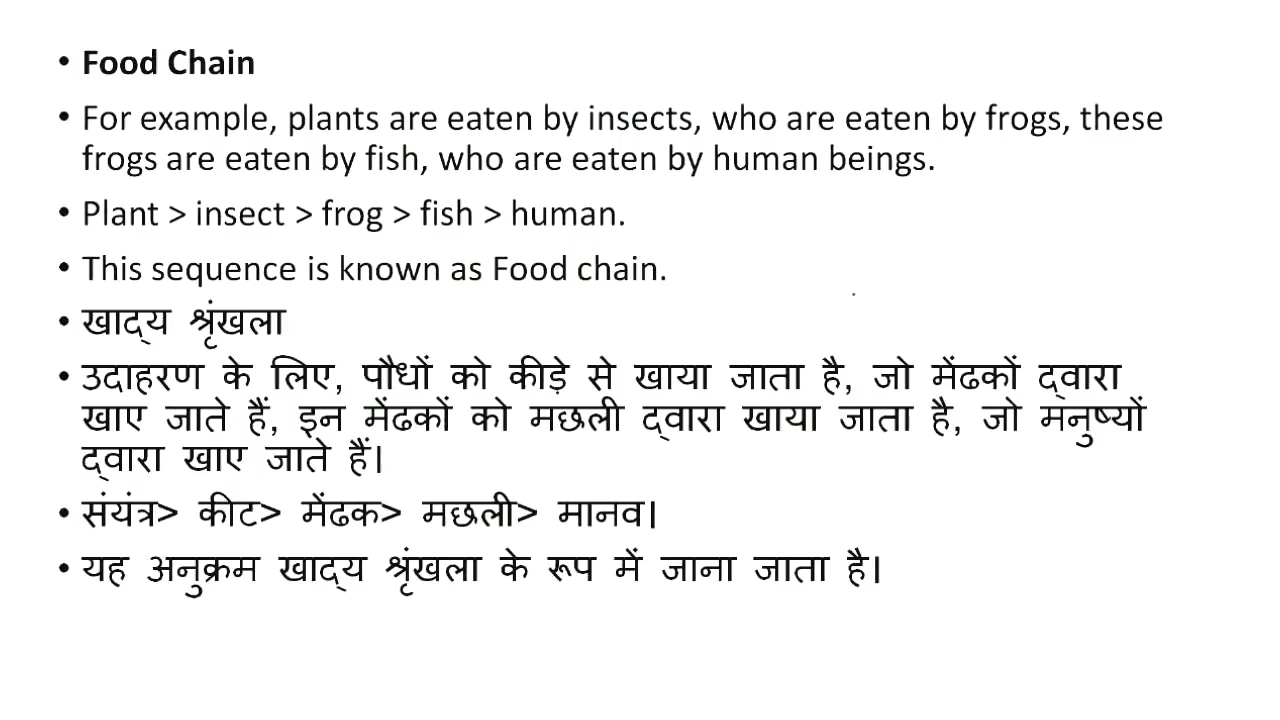 • Food Chain
• For example, plants are eaten by insects, who are eaten by frogs, these
frogs are eaten by fish, who are eaten by human beings.
• Plant > insect > frog > fish > human.
• This sequence is known as Food chain.
• खाद्य श्रृंखला
• उदाहरण के लिए, पौधों को कीड़े से खाया जाता है, जो मेंढकों द्वारा
खाए जाते हैं, इन मेंढकों को मछली द्वारा खाया जाता है, जो मनुष्यों
द्वारा खाए जाते हैं।
• संयंत्र> कीट> मेंढक> मछली> मानव।
• यह अनुक्रम खाद्य श्रृंखला के रूप में जाना जाता है।